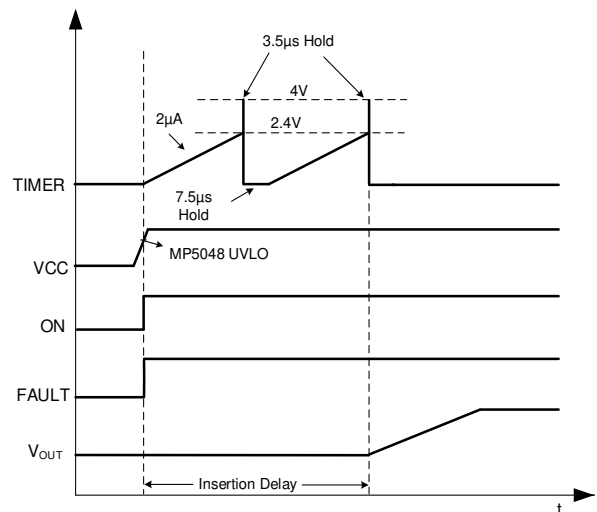 3.5µs Hold
4V
2µA
2.4V
TIMER
7.5µs
Hold
MP5048 UVLO
VCC
ON
FAULT
VOUT
Insertion Delay
t